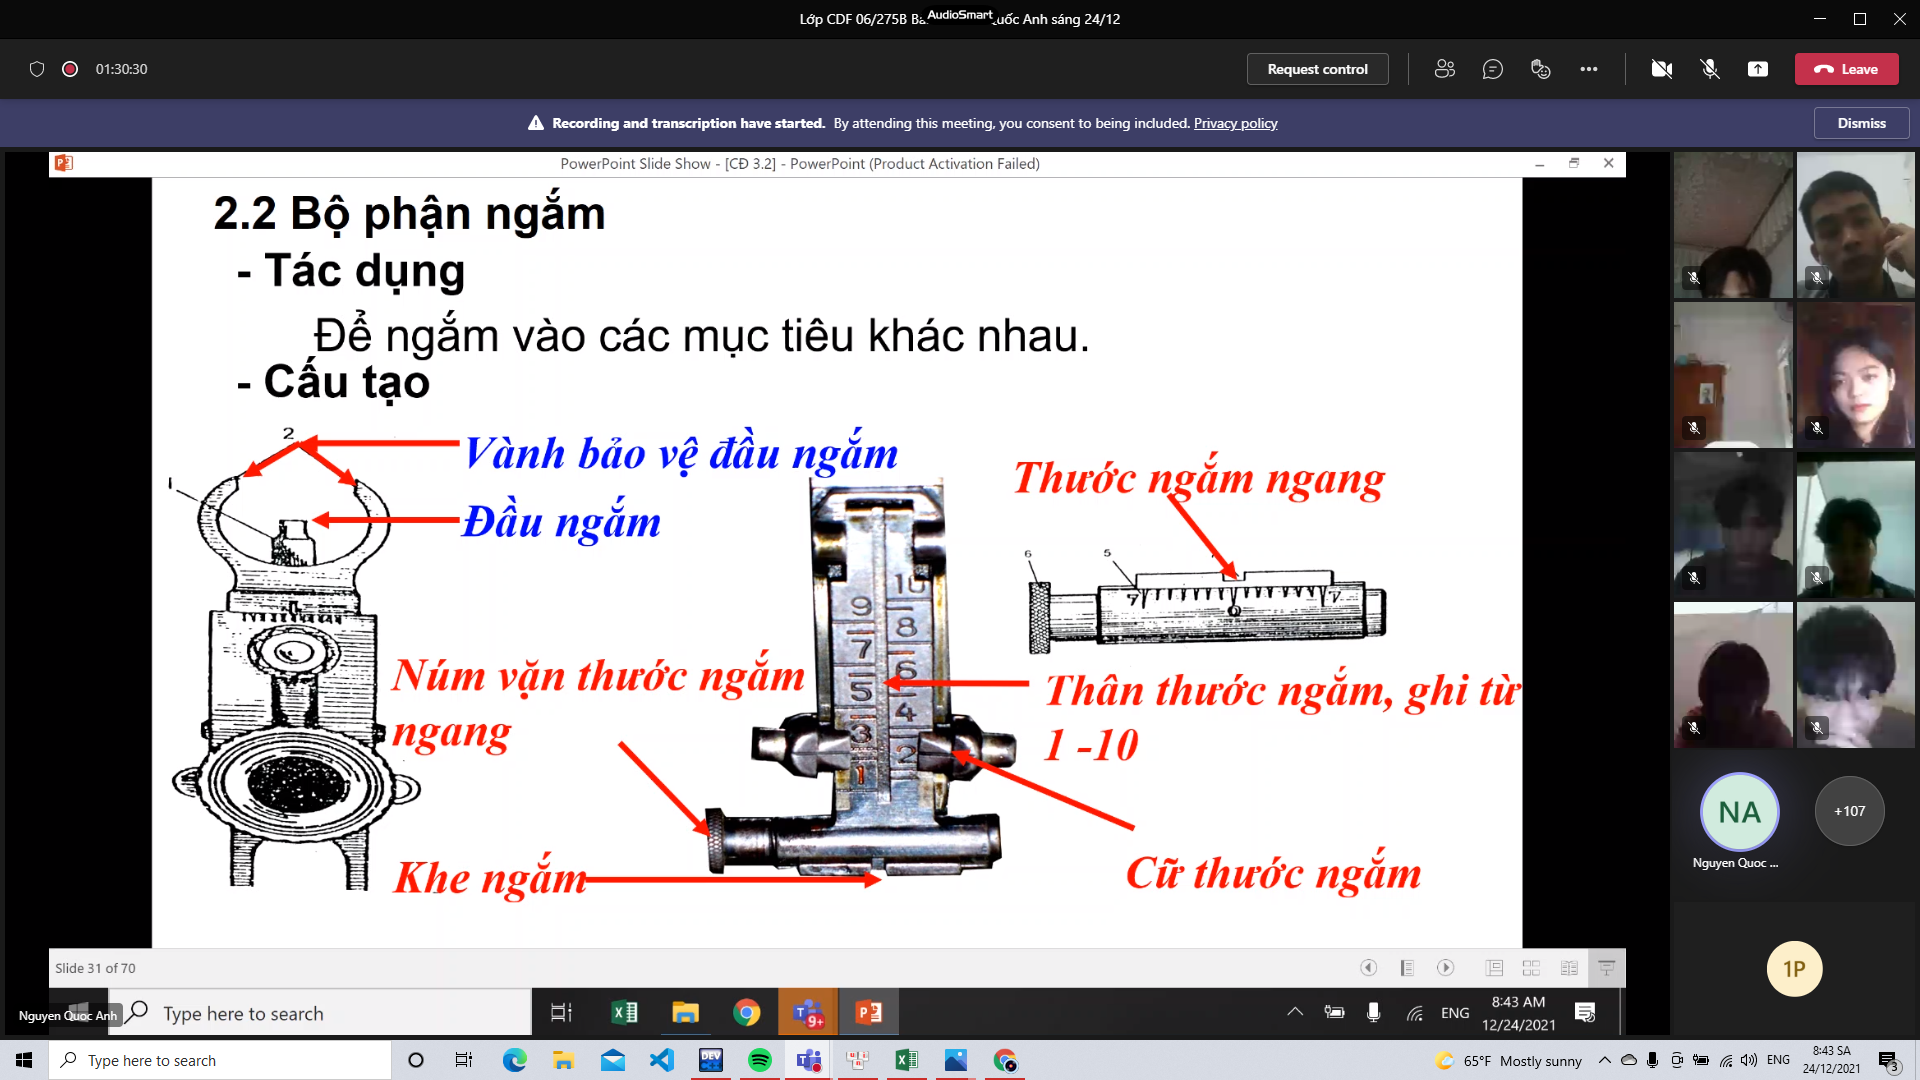 Lớp CDF 06/275B Ba
AudioSmart
uốc Anh sáng 24/12
01:30:30
Request control
Leave
Recording and transcription have started. By attending this meeting, you consent to being included. Privacy policy
Dismiss
PowerPoint Slide Show - [CĐ 3.2] - PowerPoint (Product Activation Failed)
2.2 Bộ phận ngắm
- Tác dụng
Để ngắm vào các mục tiêu khác nhau.
- Cấu tạo
2
Vành bảo vệ đầu ngắm
1
Đầu ngắm
Thước ngắm ngang
6
5
7
0
7
10
9
8
7
6
5
4
3
2
1
Núm vặn thước ngắm
ngang
Thân thước ngắm, ghi từ
1 -10
Khe ngắm
Cữ thước ngắm
NA
+107
Nguyen Quoc ...
1P
Slide 31 of 70
Nguyen Quoc Anh
Type here to search
9+
ENG
8:43 AM
12/24/2021
Type here to search
DEV
65°F Mostly sunny
ENG
8:43 SA
24/12/2021
3